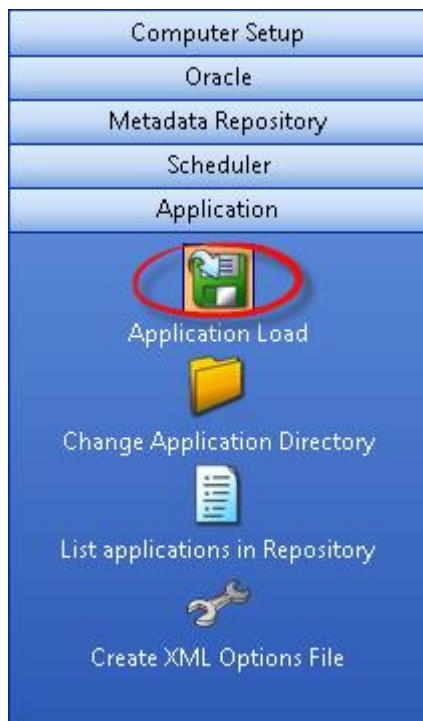 Computer Setup
Oracle
Metadata Repository
Scheduler
Application
Application Load
Change Application Directory
List applications in Repository
Create XML Options File